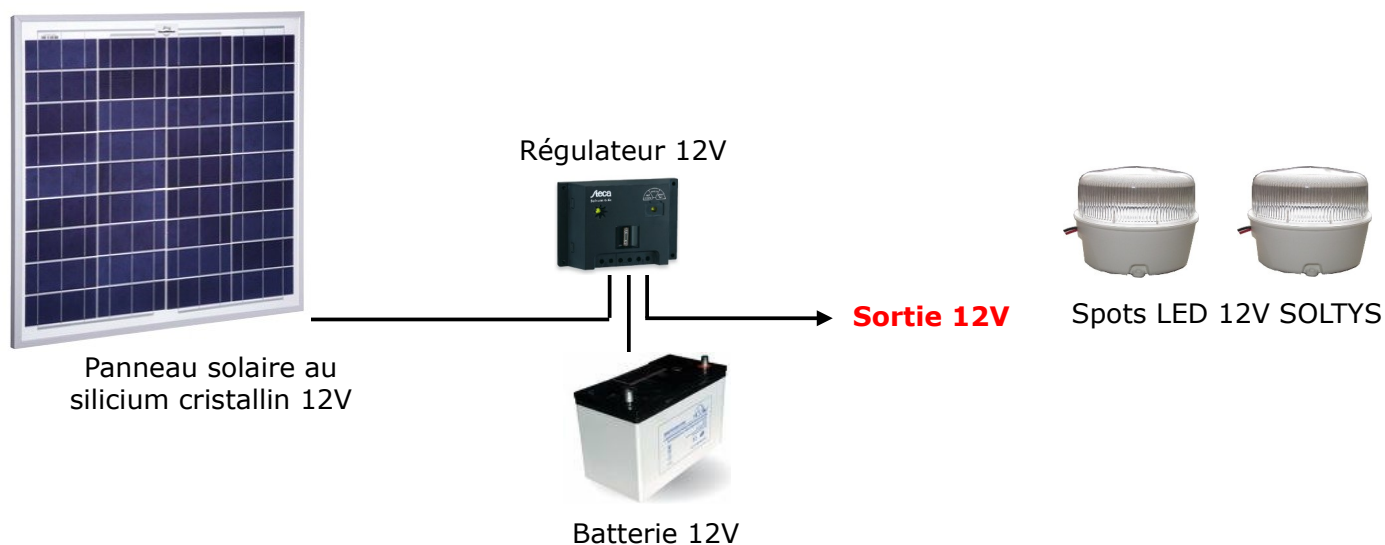 Régulateur 12V
Steca
Sortie 12V
Spots LED 12V SOLTYS
Panneau solaire au
silicium cristallin 12V
Batterie 12V